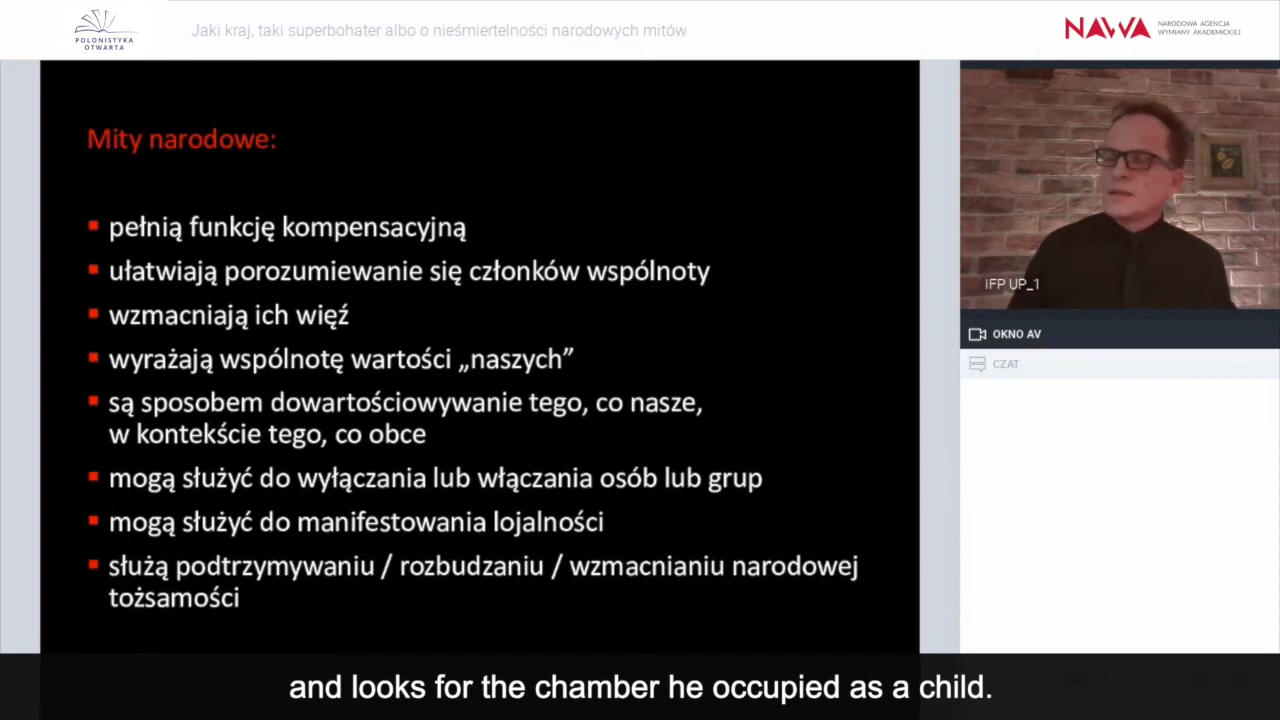 POLONISTYKA
OTWARTA
Jaki kraj, taki superbohater albo o nieśmiertelności narodowych mitów
NAWA
NARODOWA AGENCJA
WYMIANY AKADEMICKIEJ
Mity narodowe:
▪ pełnią funkcję kompensacyjną
▪ ułatwiają porozumiewanie się członków wspólnoty
▪ wzmacniają ich więź
▪ wyrażają wspólnotę wartości „naszych”
▪ są sposobem dowartościowywanie tego, co nasze,
w kontekście tego, co obce
▪ mogą służyć do wyłączania lub włączania osób lub grup
▪ mogą służyć do manifestowania lojalności
▪ służą podtrzymywaniu / rozbudzaniu / wzmacnianiu narodowej
tożsamości
IFP UP_1
OKNO AV
CZAT
and looks for the chamber he occupied as a child.